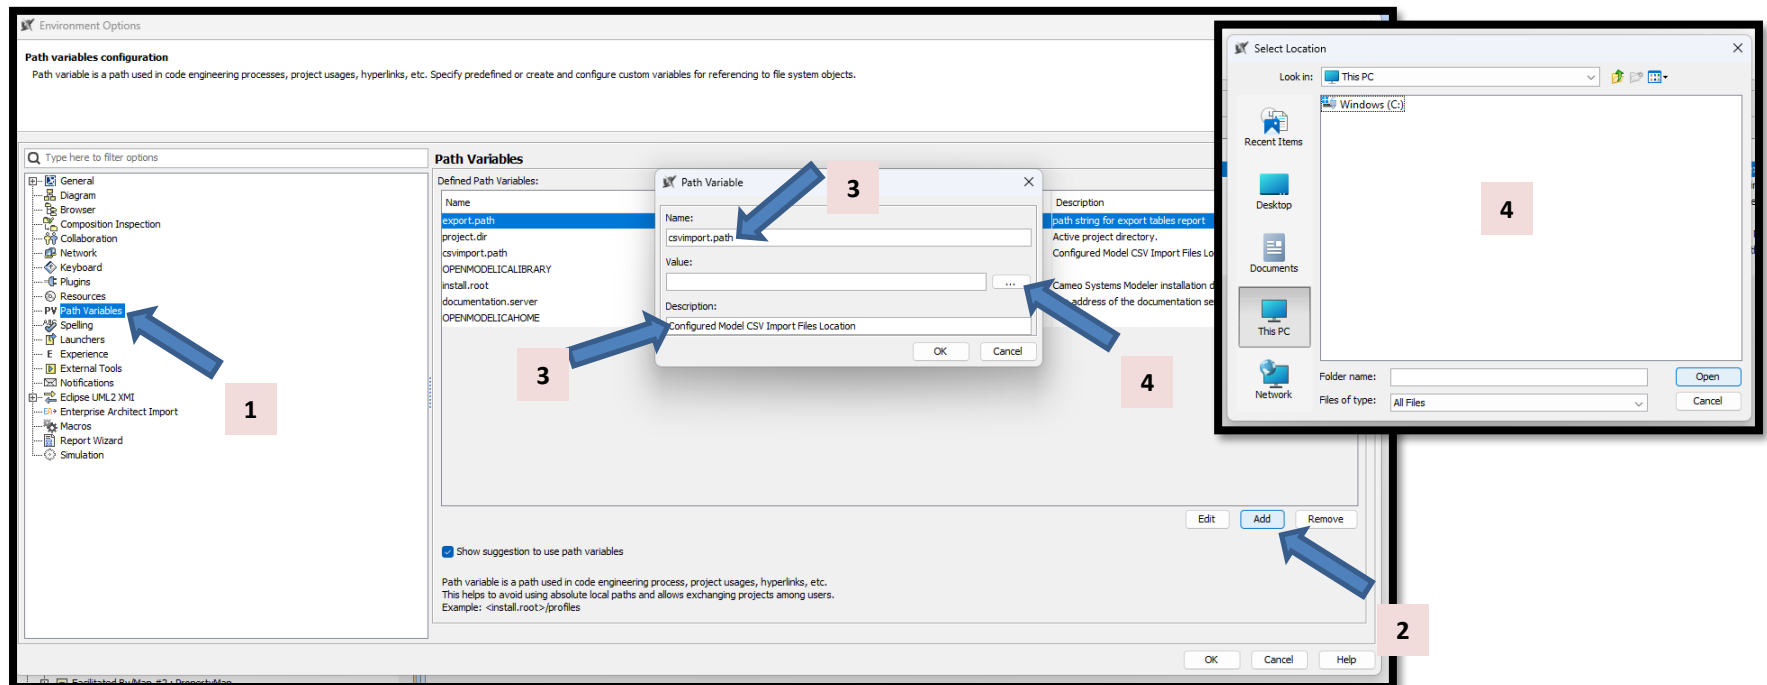 Environment Options
Path variables configuration
Path variable is a path used in code engineering processes, project usages, hyperlinks, etc. Specify predefined or create and configure custom variables for referencing to file system objects.
Type here to filter options
General
Diagram
Browser
Composition Inspection
Collaboration
Network
Keyboard
Plugins
Resources
Path Variables
Spelling
Launchers
Experience
External Tools
Notifications
Eclipse UML2 XMI
Enterprise Architect Import
Macros
Report Wizard
Simulation
1
Path Variables
Defined Path Variables:
Name
Description
export.path
path string for export tables report
project.dir
Active project directory.
csvimport.path
Configured Model CSV Import Files Lo
OPENMODELICALIBRARY
install.root
Cameo Systems Modeler installation d
documentation.server
address of the documentation se
OPENMODELICAHOME
Path Variable
Name:
csvimport.path
Value:
...
Description:
Configured Model CSV Import Files Location
OK
Cancel
3
3
4
Edit
Add
Remove
Show suggestion to use path variables
Path variable is a path used in code engineering process, project usages, hyperlinks, etc.
This helps to avoid using absolute local paths and allows exchanging projects among users.
Example: <install.root>/profiles
2
OK
Cancel
Help
Select Location
Look in:
This PC
Windows (C:)
Recent Items
Desktop
Documents
This PC
Network
4
Folder name:
Open
Files of type:
All Files
Cancel